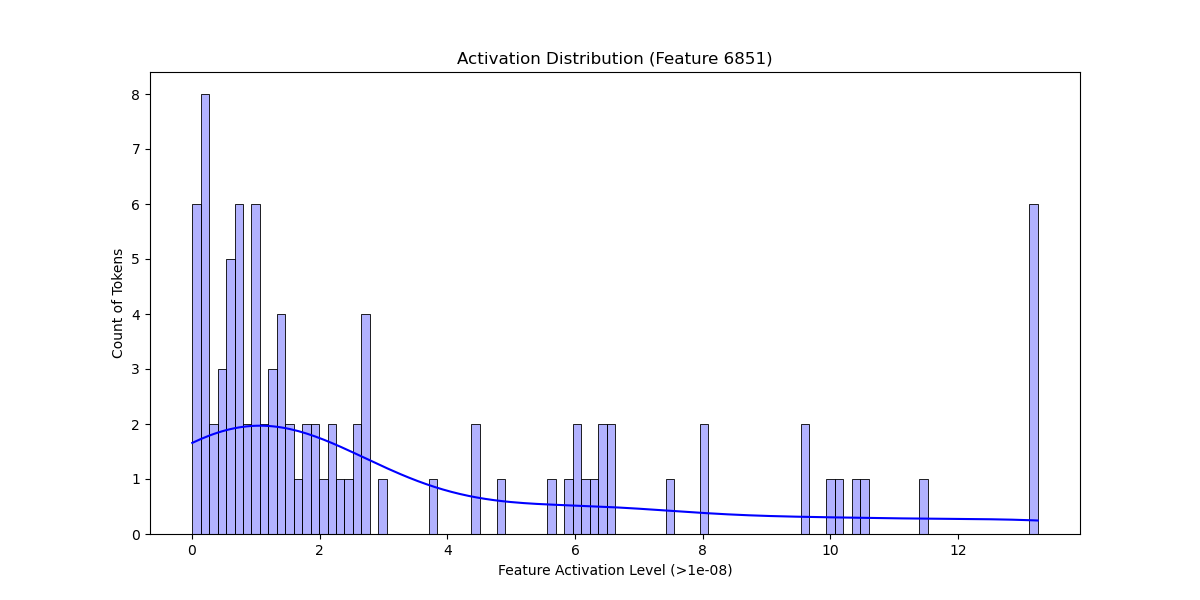 Activation Distribution (Feature 6851)
Count of Tokens
8
7
6
5
4
3
2
1
0
0 2 4 6 8 10 12
Feature Activation Level (>1e-08)